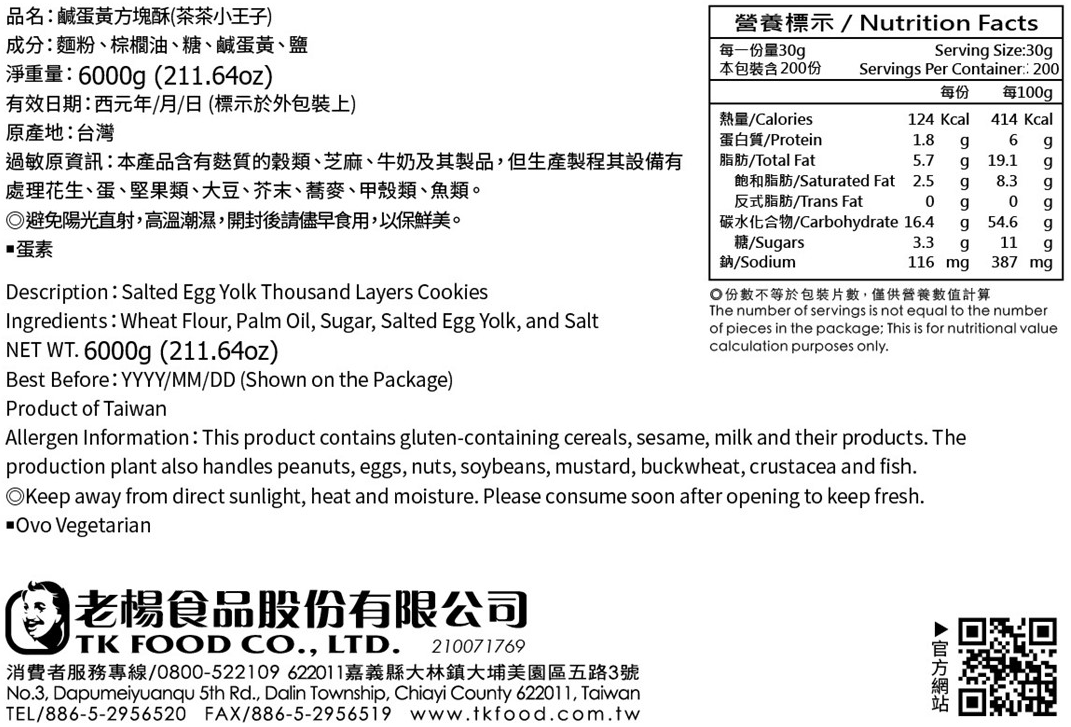 品名：鹹蛋黃方塊酥(茶茶小王子)
成分：麵粉、棕櫚油、糖、鹹蛋黃、鹽
淨重量：6000g (211.64oz)
有效日期：西元年/月/日 (標示於外包裝上)
原產地：台灣
過敏原資訊：本產品含有麩質的穀類、芝麻、牛奶及其製品，但生產製程其設備有
處理花生、蛋、堅果類、大豆、芥末、蕎麥、甲殼類、魚類。
◎避免陽光直射，高溫潮濕，開封後請儘早食用，以保鮮美。
▪蛋素
Description：Salted Egg Yolk Thousand Layers Cookies
Ingredients：Wheat Flour, Palm Oil, Sugar, Salted Egg Yolk, and Salt
NET WT. 6000g (211.64oz)
Best Before：YYYY/MM/DD (Shown on the Package)
Product of Taiwan
Allergen Information：This product contains gluten-containing cereals, sesame, milk and their products. The
production plant also handles peanuts, eggs, nuts, soybeans, mustard, buckwheat, crustacea and fish.
◎Keep away from direct sunlight, heat and moisture. Please consume soon after opening to keep fresh.
▪Ovo Vegetarian
營養標示 / Nutrition Facts
每一份量30g Serving Size:30g
本包裝含200份 Servings Per Container: 200
每份 每100g
熱量/Calories 124 Kcal 414 Kcal
蛋白質/Protein 1.8 g 6 g
脂肪/Total Fat 5.7 g 19.1 g
飽和脂肪/Saturated Fat 2.5 g 8.3 g
反式脂肪/Trans Fat 0 g 0 g
碳水化合物/Carbohydrate 16.4 g 54.6 g
糖/Sugars 3.3 g 11 g
鈉/Sodium 116 mg 387 mg
◎份數不等於包裝片數，僅供營養數值計算
The number of servings is not equal to the number
of pieces in the package; This is for nutritional value
calculation purposes only.
老楊食品股份有限公司
TK FOOD CO., LTD. 210071769
消費者服務專線/0800-522109 622011嘉義縣大林鎮大埔美園區五路3號
No.3, Dapumeiyuanqu 5th Rd., Dalin Township, Chiayi County 622011, Taiwan
TEL/886-5-2956520 FAX/886-5-2956519 www.tkfood.com.tw
▶官方網站